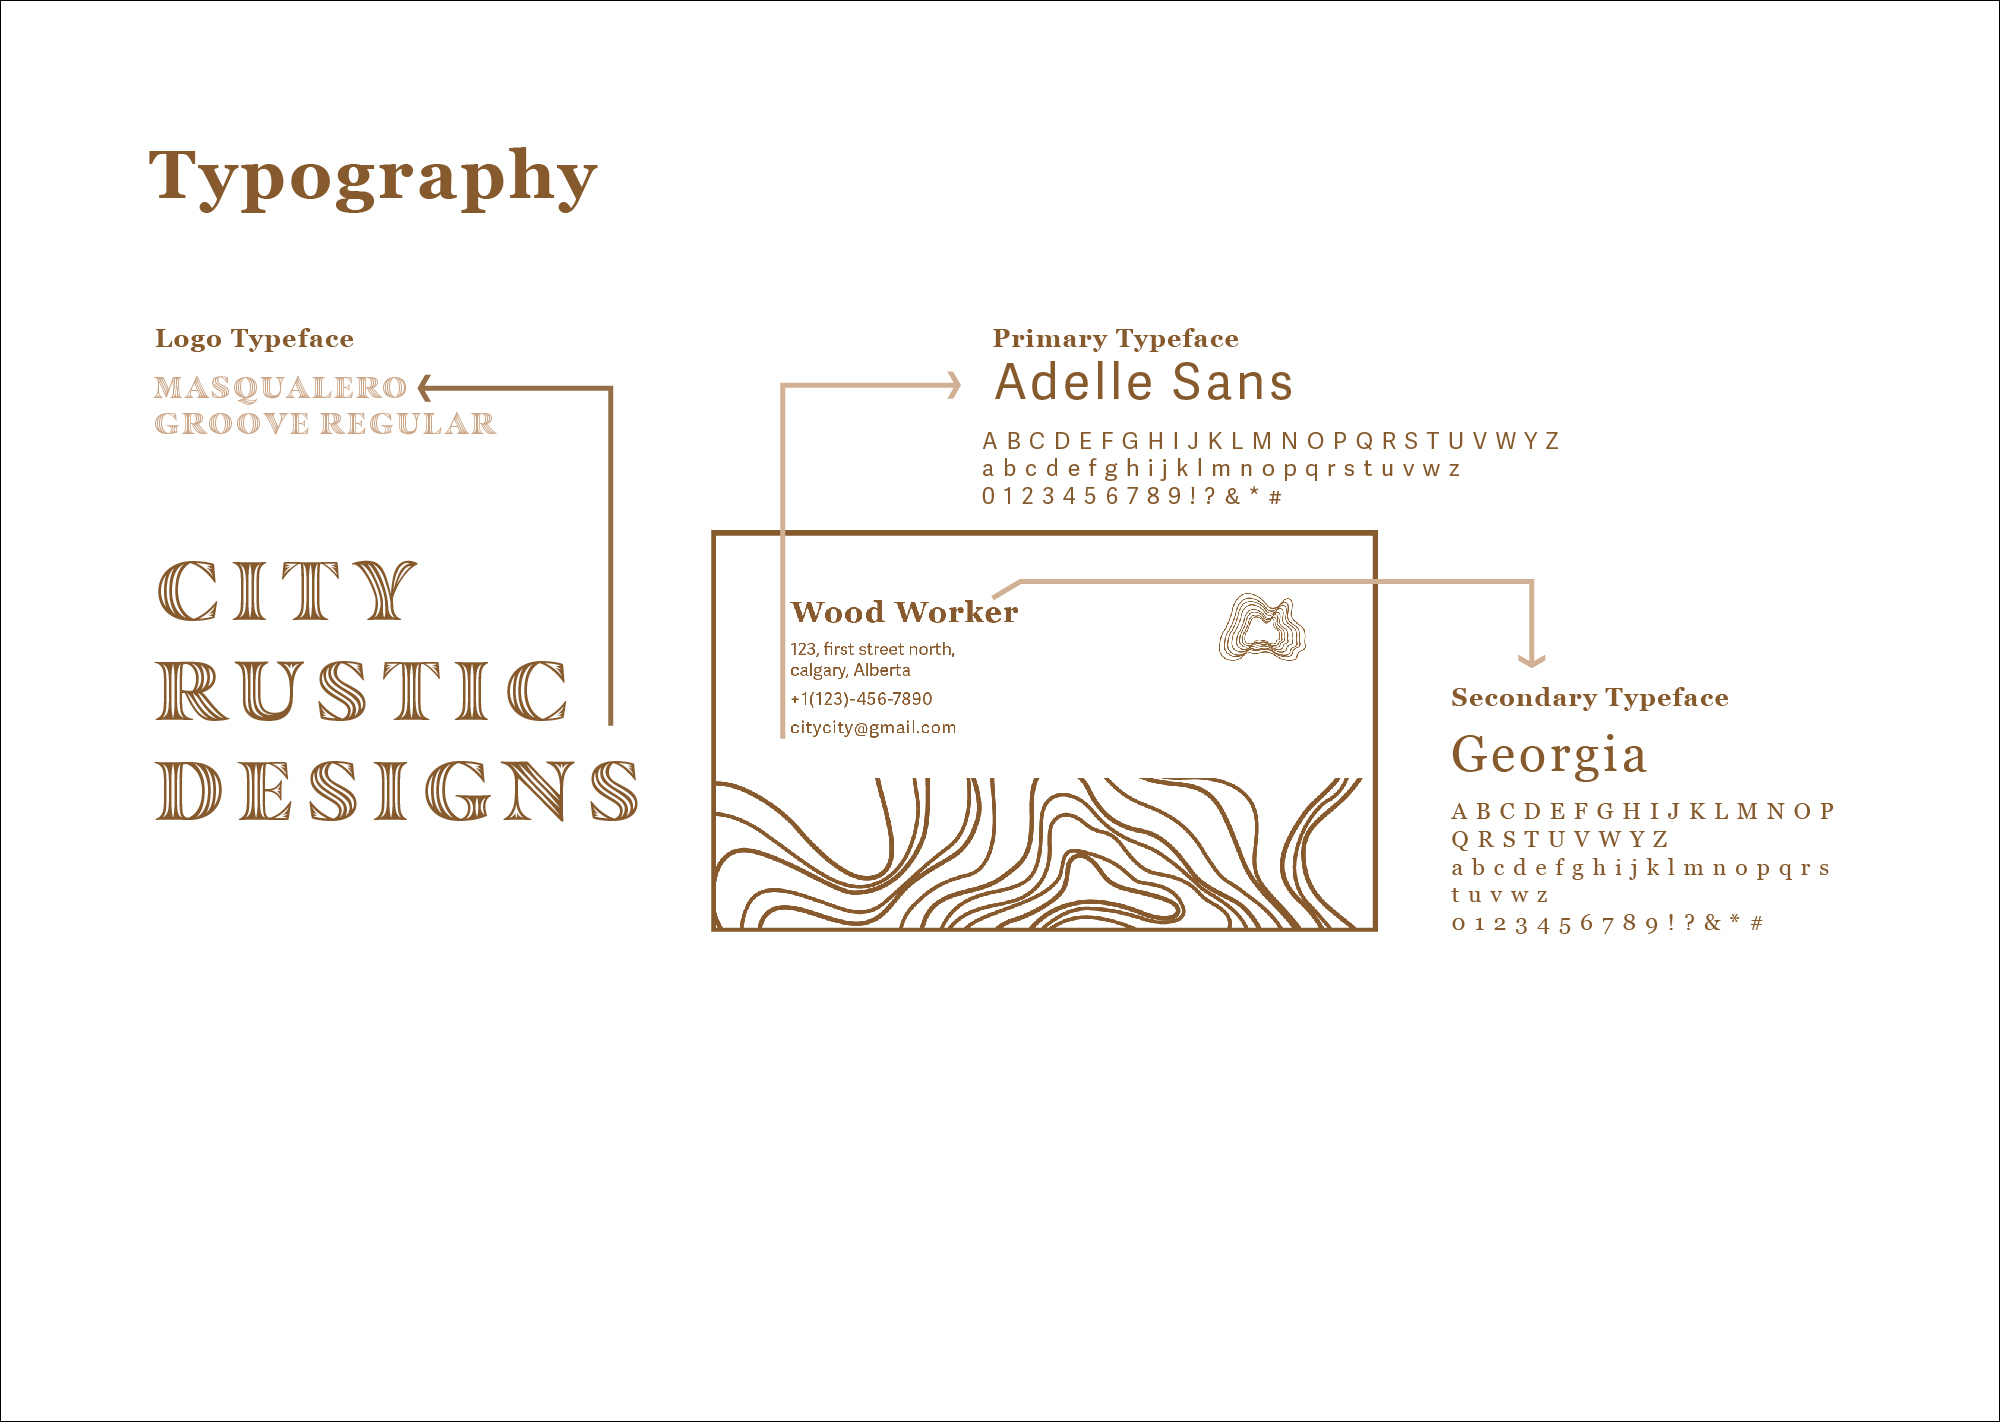 Typography
Logo Typeface
MASQUALERO
GROOVE REGULAR
CITY
RUSTIC
DESIGNS
Primary Typeface
Adelle Sans
A B C D E F G H I J K L M N O P Q R S T U V W Y Z
a b c d e f g h i j k l m n o p q r s t u v w z
0 1 2 3 4 5 6 7 8 9 ! ? & * #
Wood Worker
123, first street north,
calgary, Alberta
+1(123)-456-7890
citycity@gmail.com
Secondary Typeface
Georgia
A B C D E F G H I J K L M N O P
Q R S T U V W Y Z
a b c d e f g h i j k l m n o p q r s
t u v w z
0 1 2 3 4 5 6 7 8 9 ! ? & * #